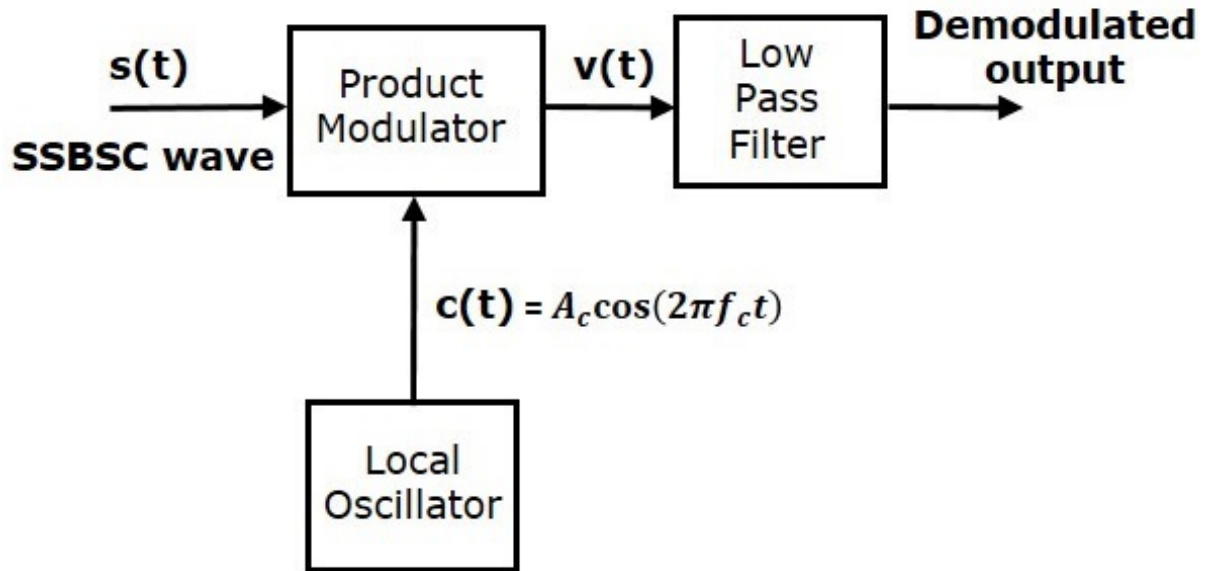 s(t)
SSBSC wave
Product
Modulator
v(t)
Low
Pass
Filter
Demodulated
output
c(t) = A_c cos(2πf_c t)
Local
Oscillator